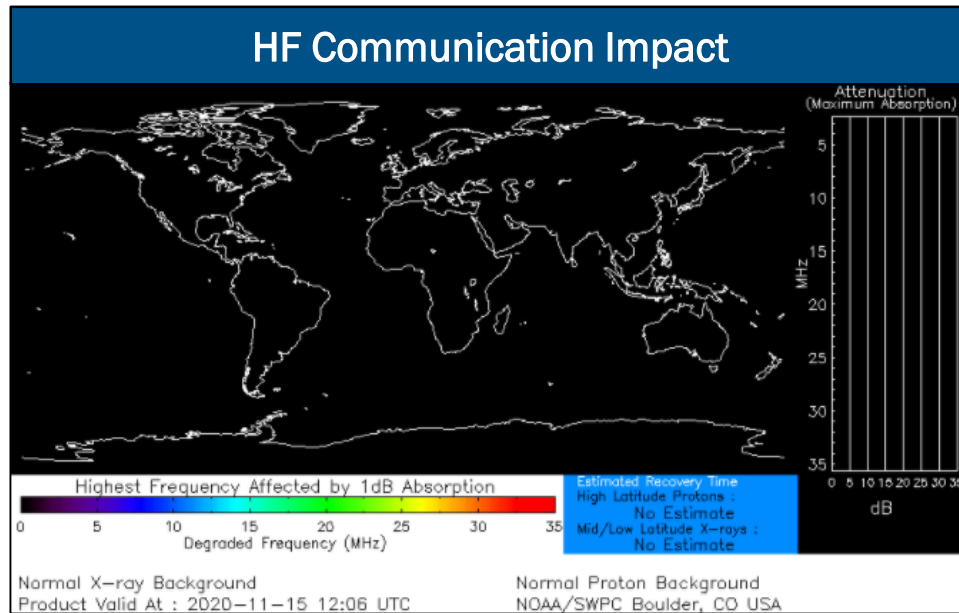 HF Communication Impact
Attenuation
(Maximum Absorption)
5
10
15
20
25
30
35
MHz
0 5 10 15 20 25 30 35
dB
Highest Frequency Affected by 1dB Absorption
0 5 10 15 20 25 30 35
Degraded Frequency (MHz)
Estimated Recovery Time
High Latitude Protons :
No Estimate
Mid/Low Latitude X-rays :
No Estimate
Normal X-ray Background
Normal Proton Background
Product Valid At : 2020-11-15 12:06 UTC
NOAA/SWPC Boulder, CO USA